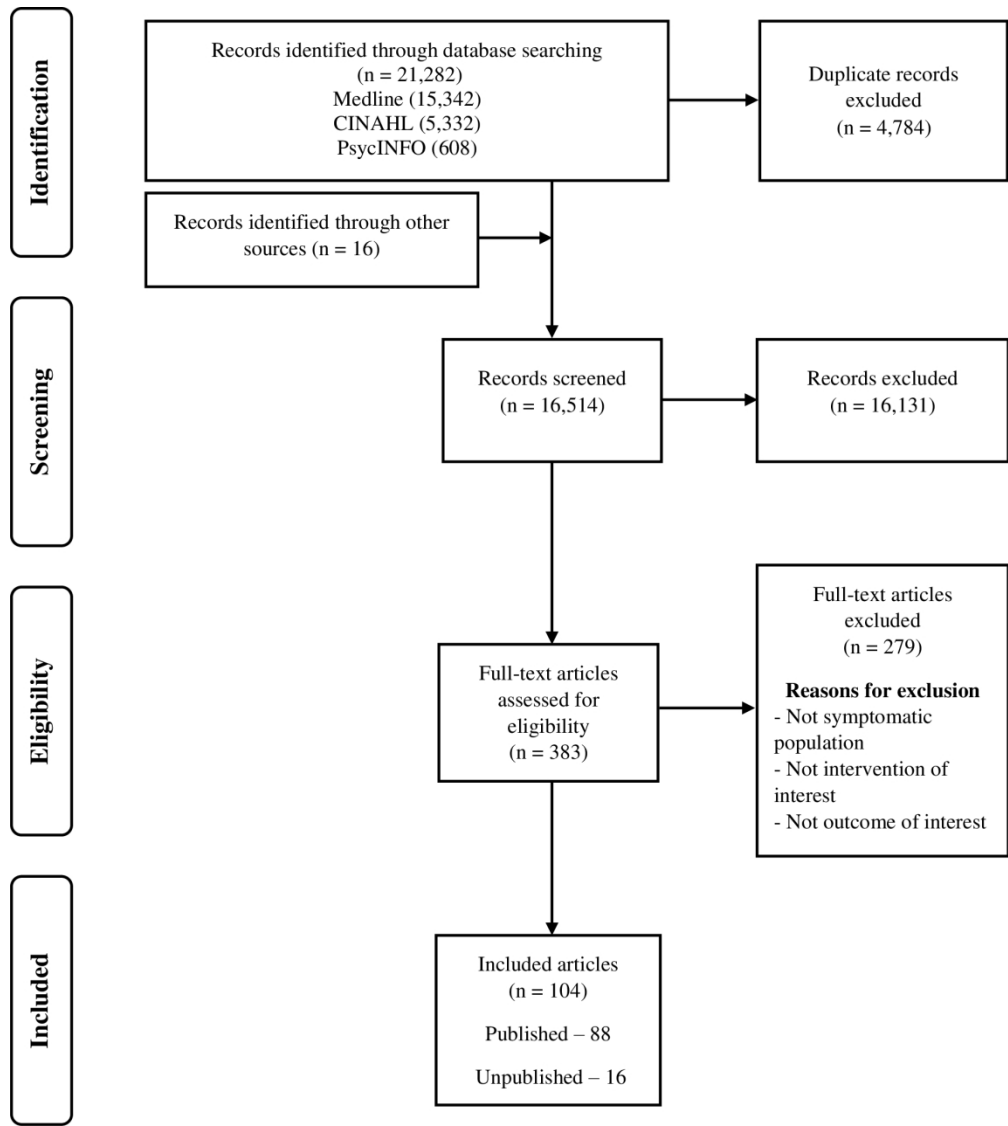 Identification
Records identified through database searching
(n = 21,282)
Medline (15,342)
CINAHL (5,332)
PsycINFO (608)
Duplicate records
excluded
(n = 4,784)
Records identified through other
sources (n = 16)
Screening
Records screened
(n = 16,514)
Records excluded
(n = 16,131)
Eligibility
Full-text articles
assessed for
eligibility
(n = 383)
Full-text articles
excluded
(n = 279)
Reasons for exclusion
- Not symptomatic
population
- Not intervention of
interest
- Not outcome of interest
Included
Included articles
(n = 104)
Published – 88
Unpublished – 16